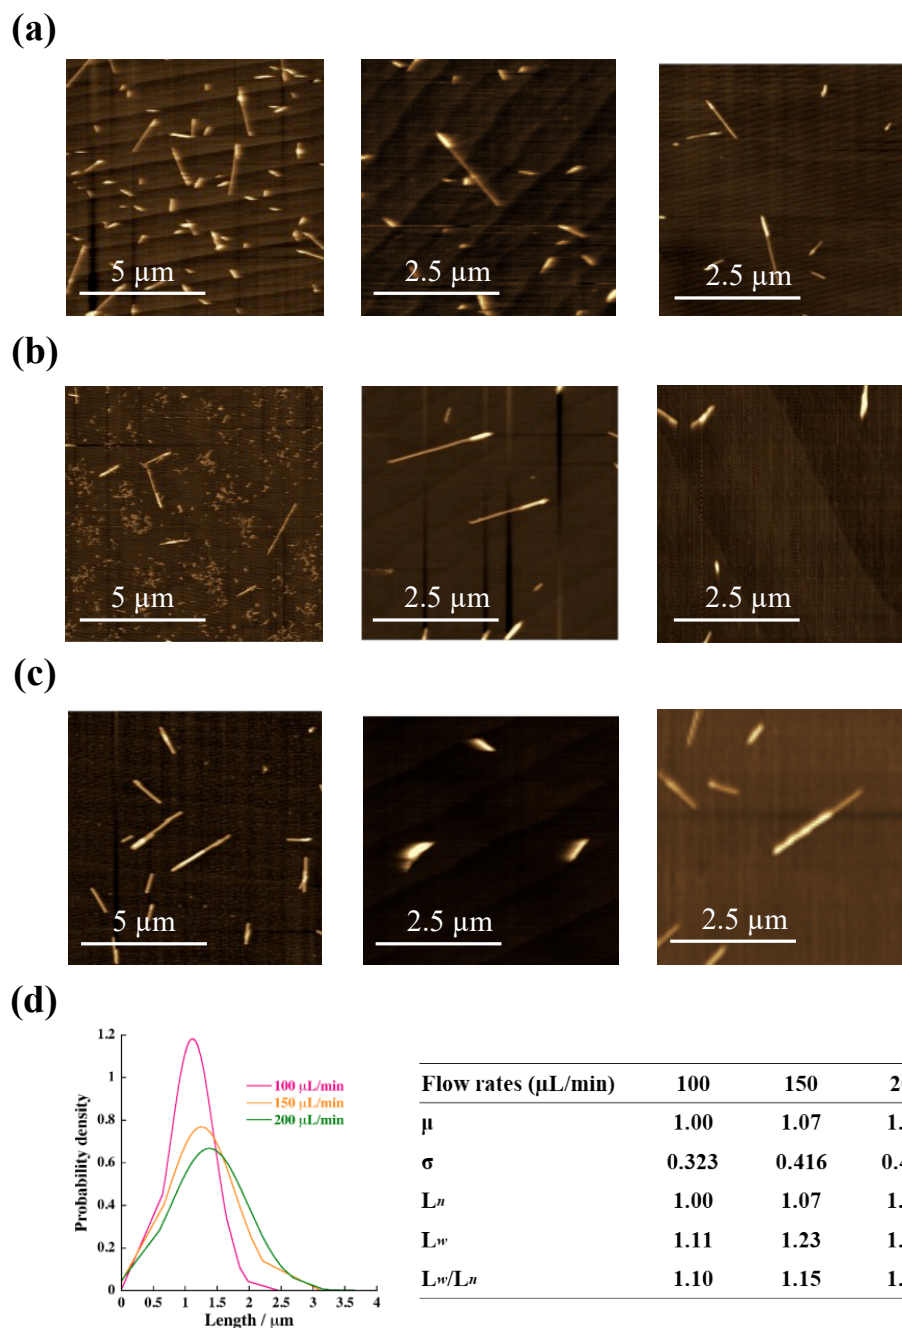 (a)
5 μm
2.5 μm
2.5 μm
(b)
5 μm
2.5 μm
2.5 μm
(c)
5 μm
2.5 μm
2.5 μm
(d)
1.2
1
0.8
0.6
0.4
0.2
0
Probability density
100 μL/min
150 μL/min
200 μL/min
0 0.5 1 1.5 2 2.5 3 3.5 4
Length / μm
Flow rates (μL/min) 100 150
μ 1.00 1.07
σ 0.323 0.416
Ln 1.00 1.07
Lw 1.11 1.23
Lw/Ln 1.10 1.15